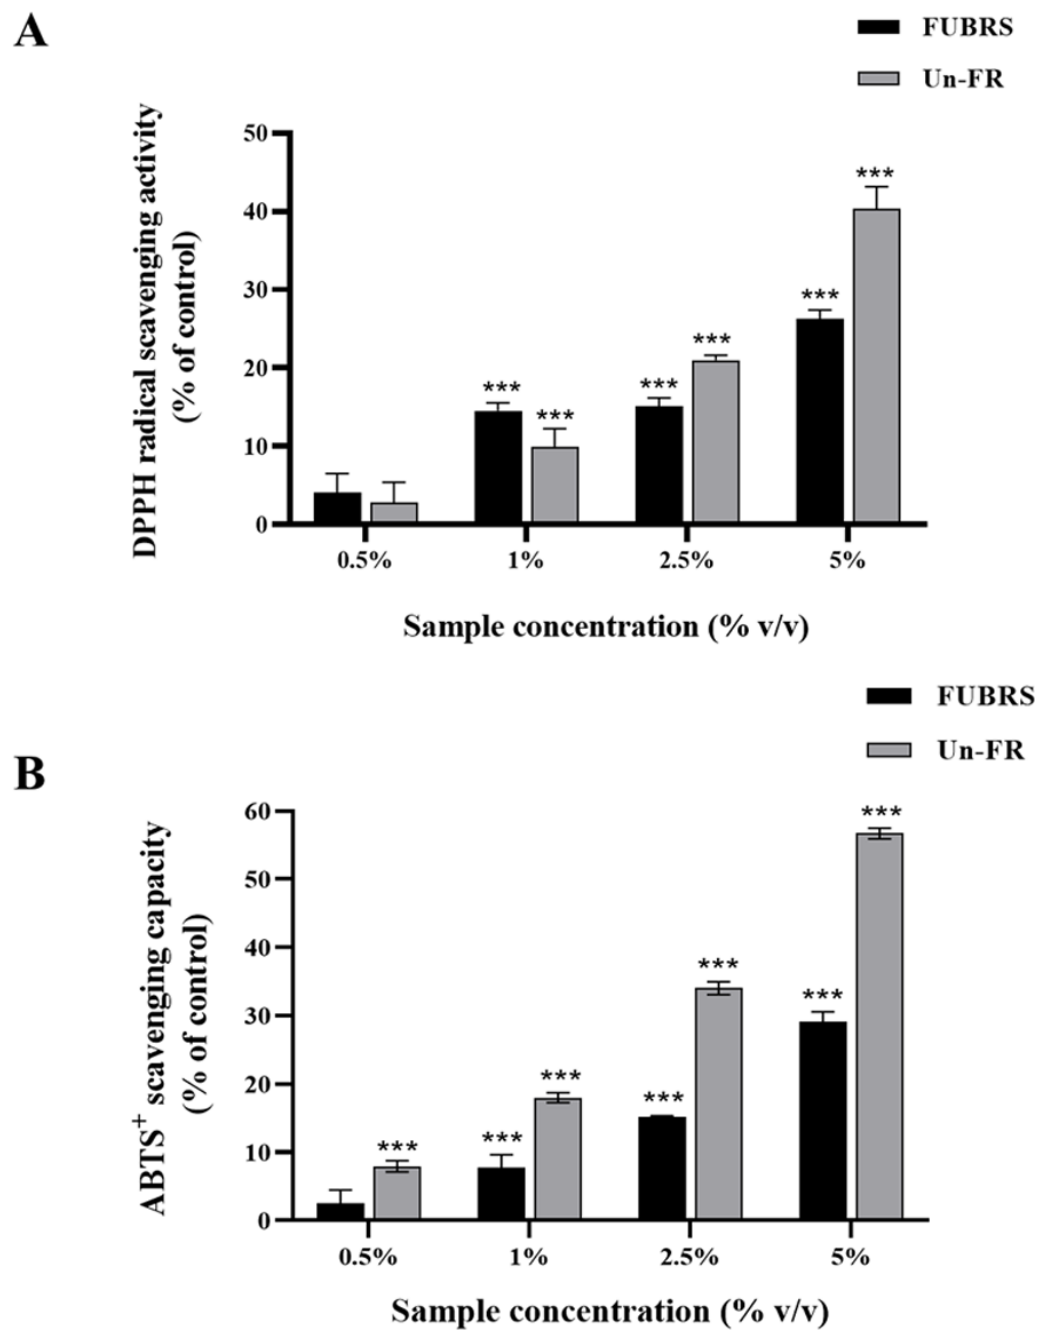 A
FUBRS
Un-FR
DPPH radical scavenging activity
(% of control)
50
40
30
20
10
0
***
***
***
***
***
***
0.5%
1%
2.5%
5%
Sample concentration (% v/v)
B
FUBRS
Un-FR
ABTS+ scavenging capacity
(% of control)
60
50
40
30
20
10
0
***
***
***
***
***
***
***
0.5%
1%
2.5%
5%
Sample concentration (% v/v)